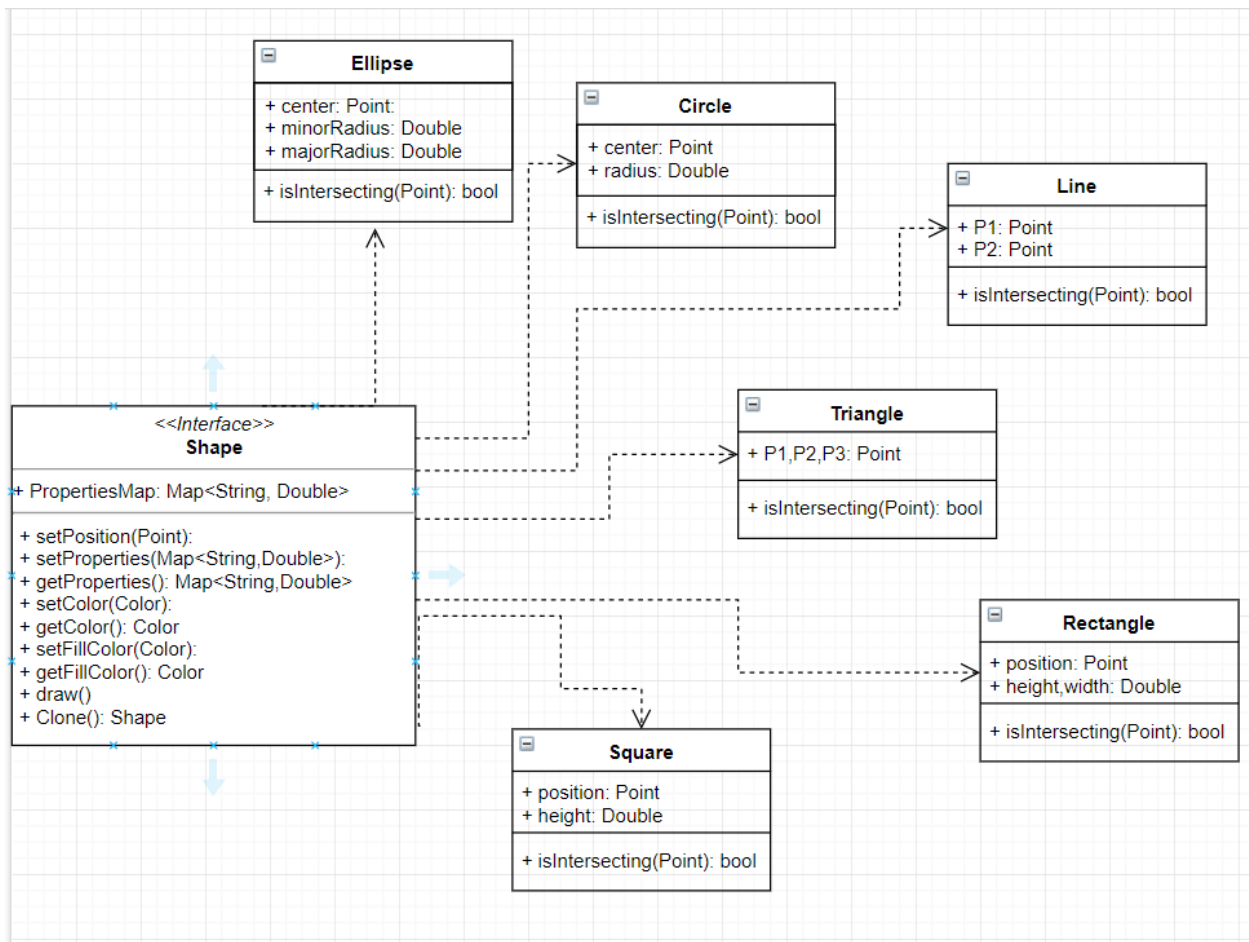 Ellipse
+ center: Point:
+ minorRadius: Double
+ majorRadius: Double
+ isIntersecting(Point): bool
Circle
+ center: Point
+ radius: Double
+ isIntersecting(Point): bool
Line
+ P1: Point
+ P2: Point
+ isIntersecting(Point): bool
<<Interface>>
Shape
+ PropertiesMap: Map<String, Double>
+ setPosition(Point):
+ setProperties(Map<String,Double>):
+ getProperties(): Map<String,Double>
+ setColor(Color):
+ getColor(): Color
+ setFillColor(Color):
+ getFillColor(): Color
+ draw()
+ Clone(): Shape
Triangle
+ P1,P2,P3: Point
+ isIntersecting(Point): bool
Rectangle
+ position: Point
+ height,width: Double
+ isIntersecting(Point): bool
Square
+ position: Point
+ height: Double
+ isIntersecting(Point): bool